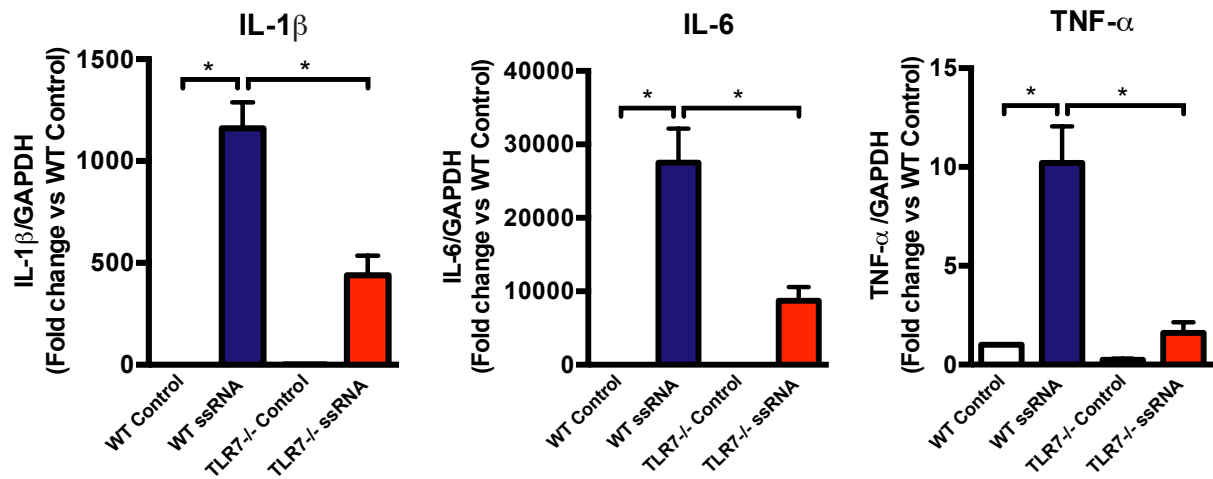 IL-1β
IL-1β/GAPDH
(Fold change vs WT Control)
1500
1000
500
0
*
*
WT Control
WT ssRNA
TLR7-/- Control
TLR7-/- ssRNA
IL-6
IL-6/GAPDH
(Fold change vs WT Control)
40000
30000
20000
10000
0
*
*
WT Control
WT ssRNA
TLR7-/- Control
TLR7-/- ssRNA
TNF-α
TNF-α/GAPDH
(Fold change vs WT Control)
15
10
5
0
*
*
WT Control
WT ssRNA
TLR7-/- Control
TLR7-/- ssRNA